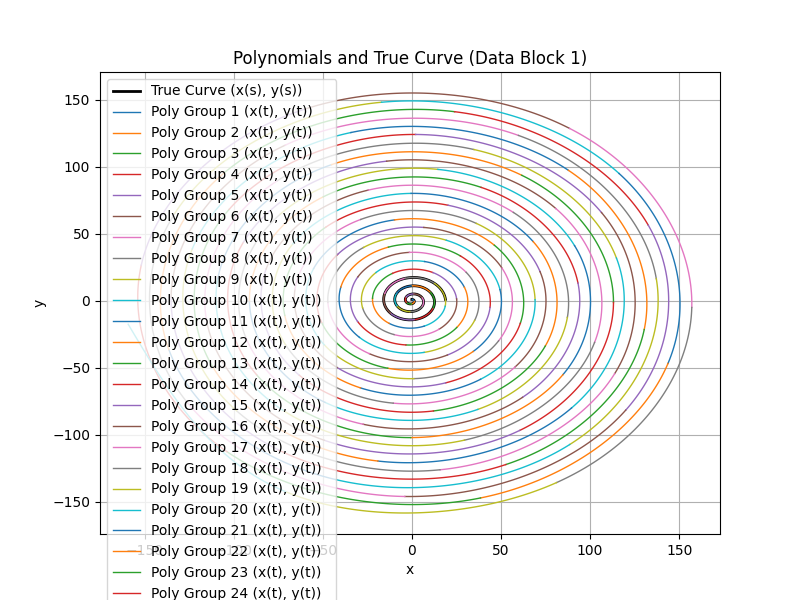 Polynomials and True Curve (Data Block 1)
True Curve (x(s), y(s))
Poly Group 1 (x(t), y(t))
Poly Group 2 (x(t), y(t))
Poly Group 3 (x(t), y(t))
Poly Group 4 (x(t), y(t))
Poly Group 5 (x(t), y(t))
Poly Group 6 (x(t), y(t))
Poly Group 7 (x(t), y(t))
Poly Group 8 (x(t), y(t))
Poly Group 9 (x(t), y(t))
Poly Group 10 (x(t), y(t))
Poly Group 11 (x(t), y(t))
Poly Group 12 (x(t), y(t))
Poly Group 13 (x(t), y(t))
Poly Group 14 (x(t), y(t))
Poly Group 15 (x(t), y(t))
Poly Group 16 (x(t), y(t))
Poly Group 17 (x(t), y(t))
Poly Group 18 (x(t), y(t))
Poly Group 19 (x(t), y(t))
Poly Group 20 (x(t), y(t))
Poly Group 21 (x(t), y(t))
Poly Group 22 (x(t), y(t))
Poly Group 23 (x(t), y(t))
Poly Group 24 (x(t), y(t))
150
100
50
0
−50
−100
−150
y
−150 −100 −50 0 50 100 150
x